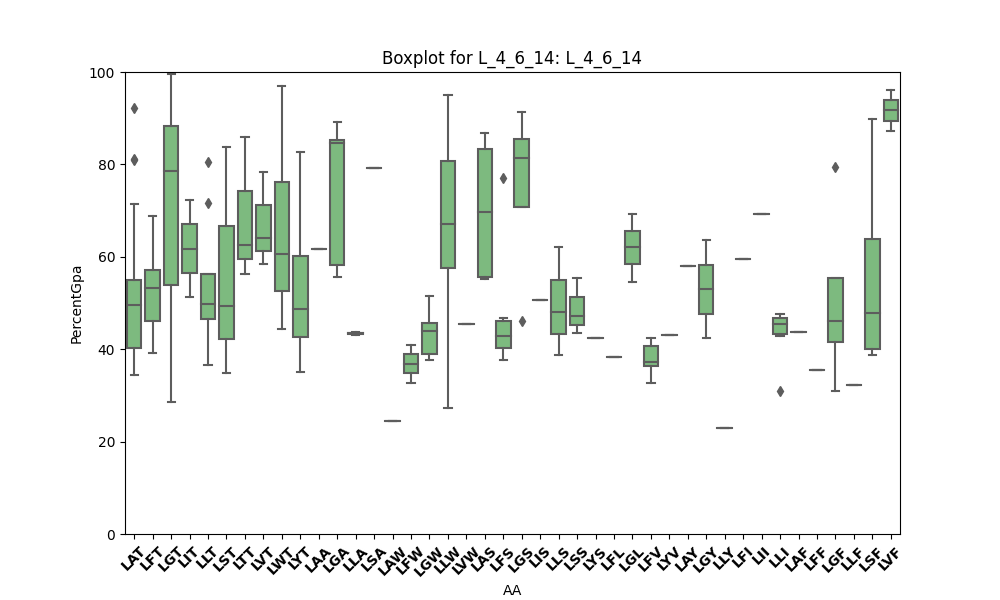 Boxplot for L_4_6_14: L_4_6_14
100
80
60
40
20
0
PercentGpa
LAT LFT LGT LIT LLT LST LTT LVT LWT LYT LAA LGA LLA LSA LAW LFW LGW LLW LVW LAS LFS LGS LIS LLS LSS LYS LFL LGL LFV LYV LAY LGY LLY LFI LII LLI LAF LFF LGF LLF LSF LVF
AA